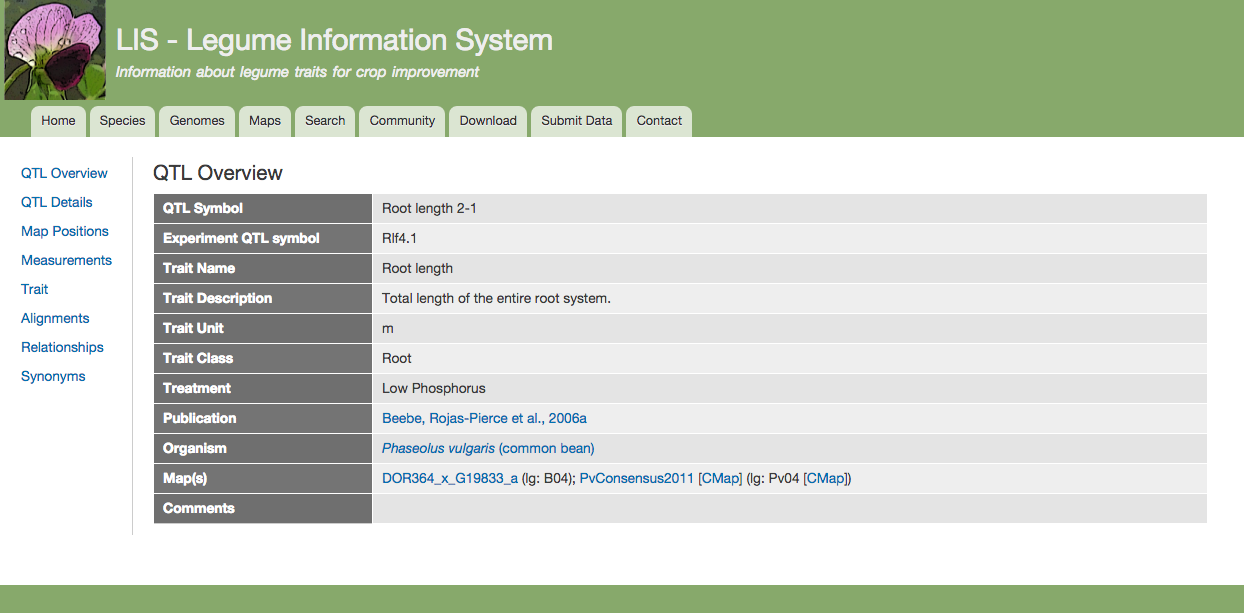 LIS - Legume Information System
Information about legume traits for crop improvement
Home Species Genomes Maps Search Community Download Submit Data Contact
QTL Overview
QTL Details
Map Positions
Measurements
Trait
Alignments
Relationships
Synonyms
QTL Overview
QTL Symbol Root length 2-1
Experiment QTL symbol Rlf4.1
Trait Name Root length
Trait Description Total length of the entire root system.
Trait Unit m
Trait Class Root
Treatment Low Phosphorus
Publication Beebe, Rojas-Pierce et al., 2006a
Organism Phaseolus vulgaris (common bean)
Map(s) DOR364_x_G19833_a (lg: B04); PvConsensus2011 [CMap] (lg: Pv04 [CMap])
Comments